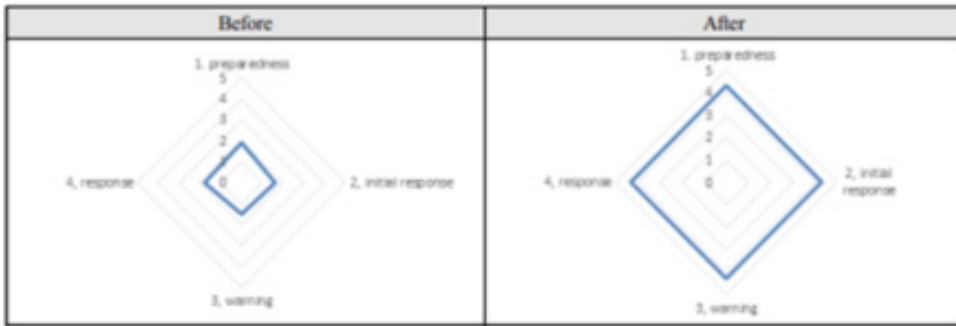 Before
After
1. preparedness
5
4
3
2
1
0
4, response
2, initial response
3, warning
1. preparedness
5
4
3
2
1
0
4, response
2, initial
response
3, warning